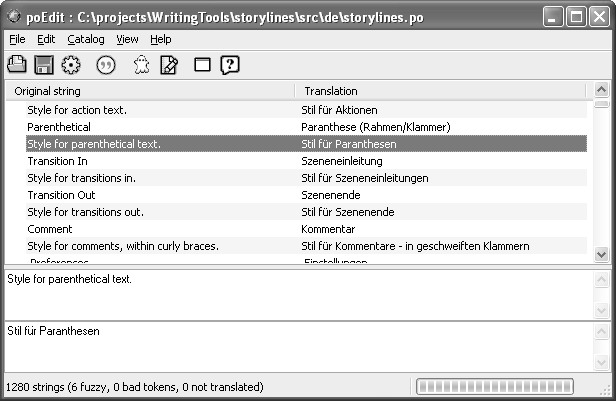 poEdit : C:\projects\WritingTools\storylines\src\de\storylines.po
File Edit Catalog View Help
Original string Translation
Style for action text. Stil für Aktionen
Parenthetical Paranthese (Rahmen/Klammer)
Style for parenthetical text. Stil für Paranthesen
Transition In Szeneneinleitung
Style for transitions in. Stil für Szeneneinleitungen
Transition Out Szenenende
Style for transitions out. Stil für Szenenende
Comment Kommentar
Style for comments, within curly braces. Stil für Kommentare - in geschweiften Klammern
Preferences Einstellungen
Style for parenthetical text.
Stil für Paranthesen
1280 strings (6 fuzzy, 0 bad tokens, 0 not translated)